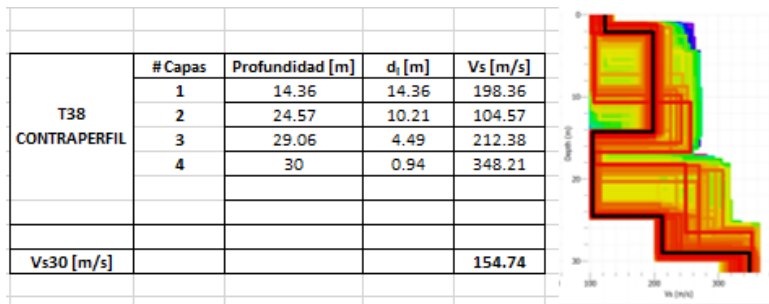 # Capas Profundidad [m] dᵢ [m] Vs [m/s]
T38 CONTRAPERFIL
1 14.36 14.36 198.36
2 24.57 10.21 104.57
3 29.06 4.49 212.38
4 30 0.94 348.21
Vs30 [m/s] 154.74
0
10
20
30
Depth (m)
100 200 300
Vs (m/s)